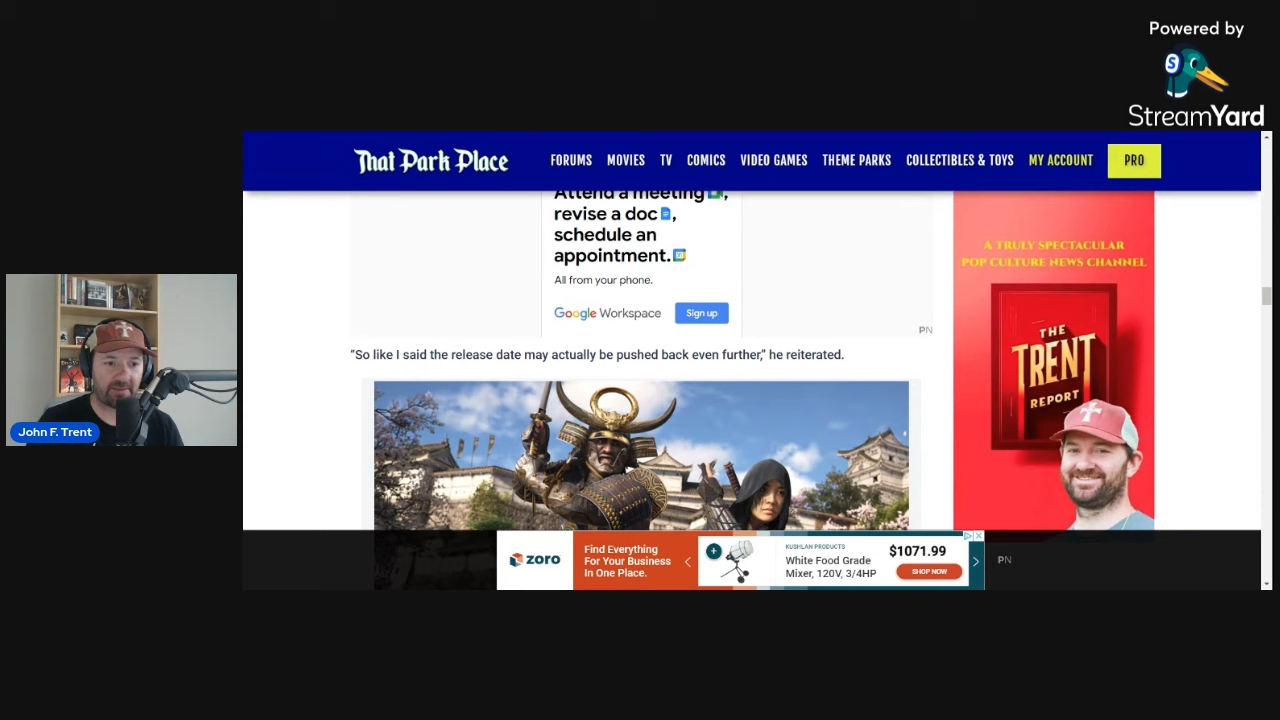 Powered by
StreamYard
That Park Place
FORUMS MOVIES TV COMICS VIDEO GAMES THEME PARKS COLLECTIBLES & TOYS MY ACCOUNT PRO
Attend a meeting,
revise a doc,
schedule an
appointment.
All from your phone.
Google Workspace
Sign up
PN
A TRULY SPECTACULAR
POP CULTURE NEWS CHANNEL
THE
TRENT
REPORT
“So like I said the release date may actually be pushed back even further,” he reiterated.
John F. Trent
zoro
Find Everything
For Your Business
In One Place.
KUSHLAN PRODUCTS
White Food Grade
Mixer, 120V, 3/4HP
$1071.99
SHOP NOW
PN